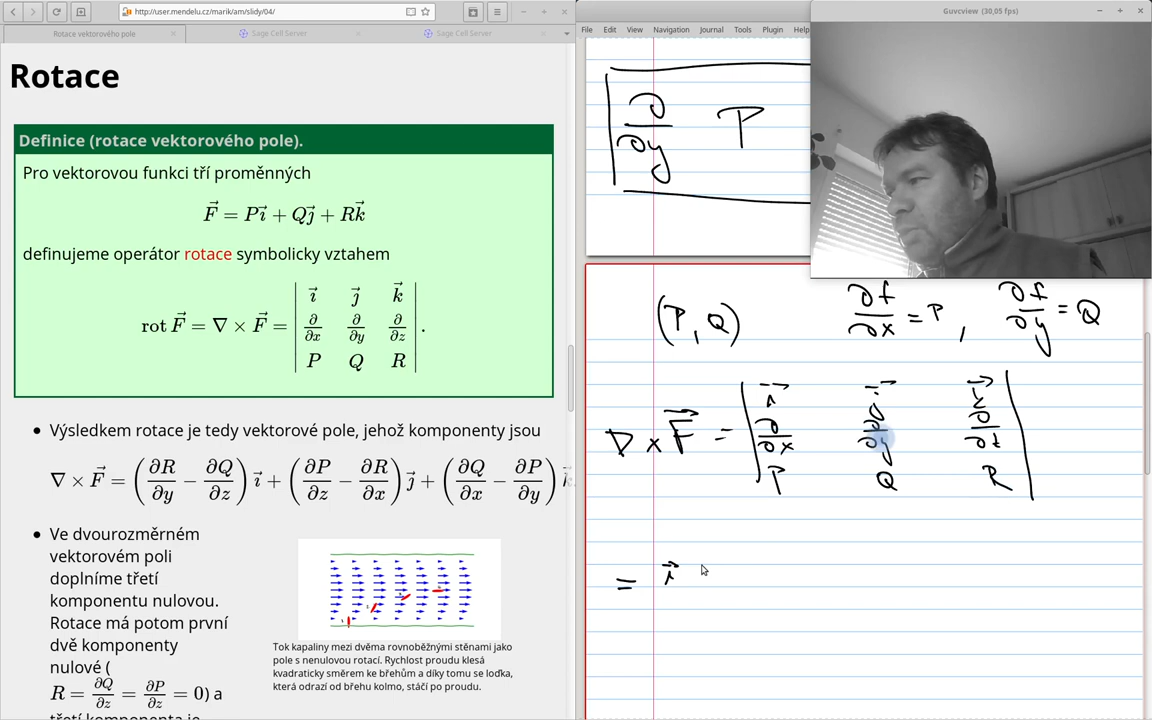 http://user.mendelu.cz/marik/am/slidy/04/
Rotace vektorového pole
Sage Cell Server
Sage Cell Server
Rotace
Definice (rotace vektorového pole).
Pro vektorovou funkci tří proměnných
F⃗ = Pı⃗ + Qȷ⃗ + Rk⃗
definujeme operátor rotace symbolicky vztahem
rot F⃗ = ∇ × F⃗ = | ı⃗ ȷ⃗ k⃗ |
| ∂/∂x ∂/∂y ∂/∂z |
| P Q R | .
Výsledkem rotace je tedy vektorové pole, jehož komponenty jsou
∇ × F⃗ = (∂R/∂y − ∂Q/∂z) ı⃗ + (∂P/∂z − ∂R/∂x) ȷ⃗ + (∂Q/∂x − ∂P/∂y) k⃗
Ve dvourozměrném
vektorovém poli
doplníme třetí
komponentu nulovou.
Rotace má potom první
dvě komponenty
nulové (
R = ∂Q/∂z = ∂P/∂z = 0) a
třetí komponenta je
Tok kapaliny mezi dvěma rovnoběžnými stěnami jako
pole s nenulovou rotací. Rychlost proudu klesá
kvadraticky směrem ke břehům a díky tomu se loďka,
která odrazí od břehu kolmo, stáčí po proudu.
File Edit View Navigation Journal Tools Plugin Help
Guvcview (30,05 fps)
∂/∂y P
(P, Q) ∂f/∂x = P , ∂f/∂y = Q
∇ × F⃗ = | i⃗ j⃗ k⃗ |
| ∂/∂x ∂/∂y ∂/∂z |
| P Q R |
= i⃗